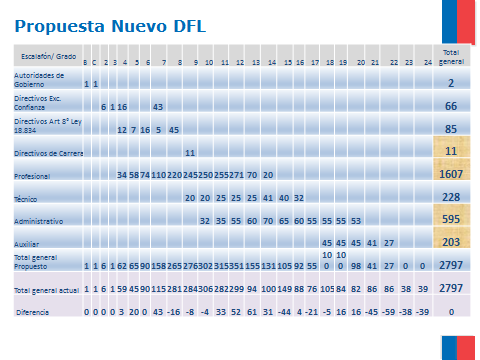 Propuesta Nuevo DFL
Escalafón/ Grado B C 2 3 4 5 6 7 8 9 10 11 12 13 14 15 16 17 18 19 20 21 22 23 24 Total general
Autoridades de Gobierno 1 1 2
Directivos Exc. Confianza 6 1 16 43 66
Directivos Art 8° Ley 18.834 12 7 16 5 45 85
Directivos de Carrera 11 11
Profesional 34 58 74 110 220 245 250 255 271 70 20 1607
Técnico 20 20 25 25 25 41 40 32 228
Administrativo 32 35 55 60 70 65 60 55 55 55 53 595
Auxiliar 45 45 45 41 27 203
Total general Propuesto 1 1 6 1 62 65 90 158 265 276 302 315 351 155 131 105 92 55 100 100 98 41 27 0 0 2797
Total general actual 1 1 6 1 59 45 90 115 281 284 306 282 299 94 100 149 88 76 105 84 82 86 86 38 39 2797
Diferencia 0 0 0 0 3 20 0 43 -16 -8 -4 33 52 61 31 -44 4 -21 -5 16 16 -45 -59 -38 -39 0